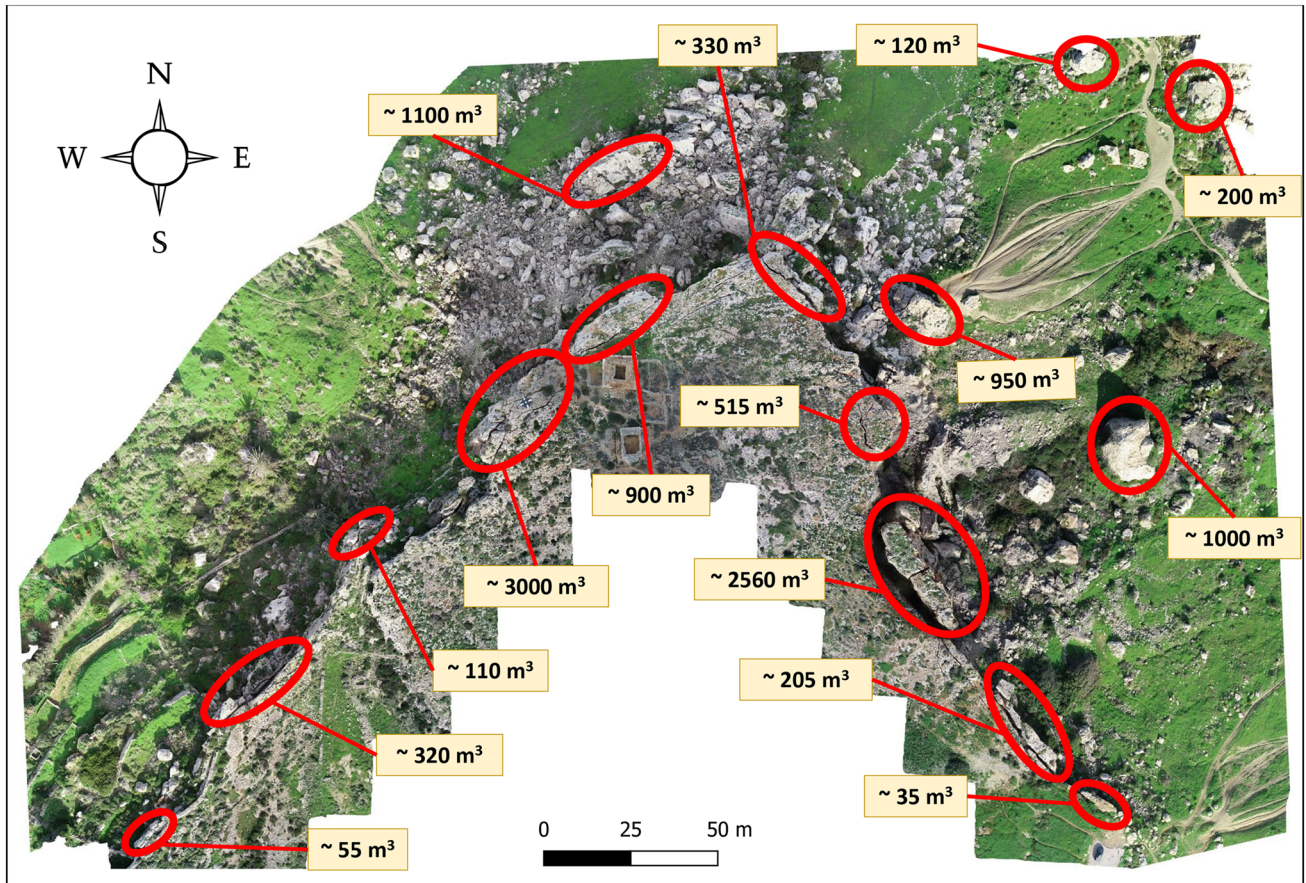 ~ 330 m³
~ 120 m³
N
~ 1100 m³
W
E
~ 200 m³
S
~ 950 m³
~ 515 m³
~ 900 m³
~ 1000 m³
~ 3000 m³
~ 2560 m³
~ 110 m³
~ 205 m³
~ 320 m³
~ 35 m³
0 25 50 m
~ 55 m³